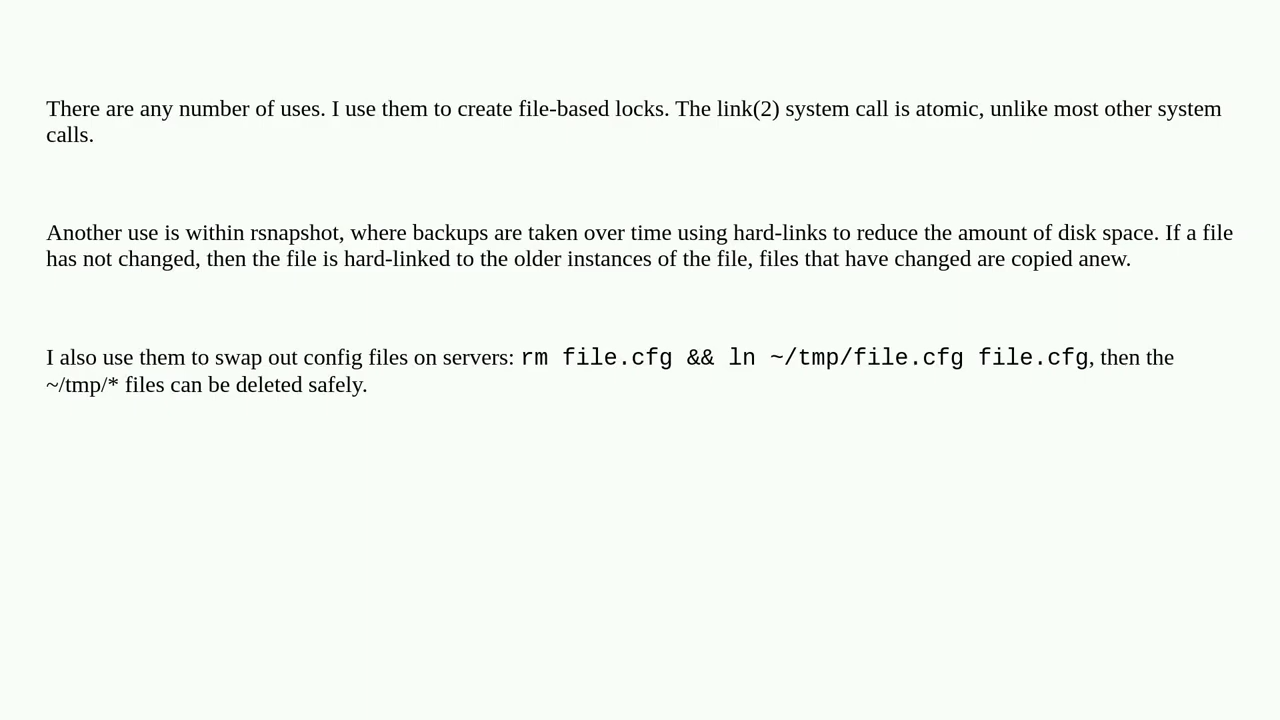 There are any number of uses. I use them to create file-based locks. The link(2) system call is atomic, unlike most other system
calls.
Another use is within rsnapshot, where backups are taken over time using hard-links to reduce the amount of disk space. If a file
has not changed, then the file is hard-linked to the older instances of the file, files that have changed are copied anew.
I also use them to swap out config files on servers: rm file.cfg && ln ~/tmp/file.cfg file.cfg, then the
~/tmp/* files can be deleted safely.